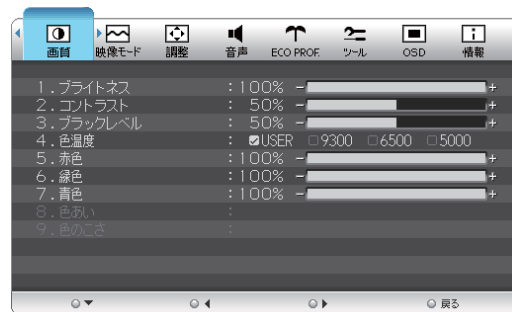 画質 映像モード 調整 音声 ECO PROF. ツール OSD 情報
1.ブライトネス :100% - +
2.コントラスト : 50% - +
3.ブラックレベル : 50% - +
4.色温度 : ☑USER □9300 □6500 □5000
5.赤色 :100% - +
6.緑色 :100% - +
7.青色 :100% - +
8.色あい :
9.色のこさ :
戻る